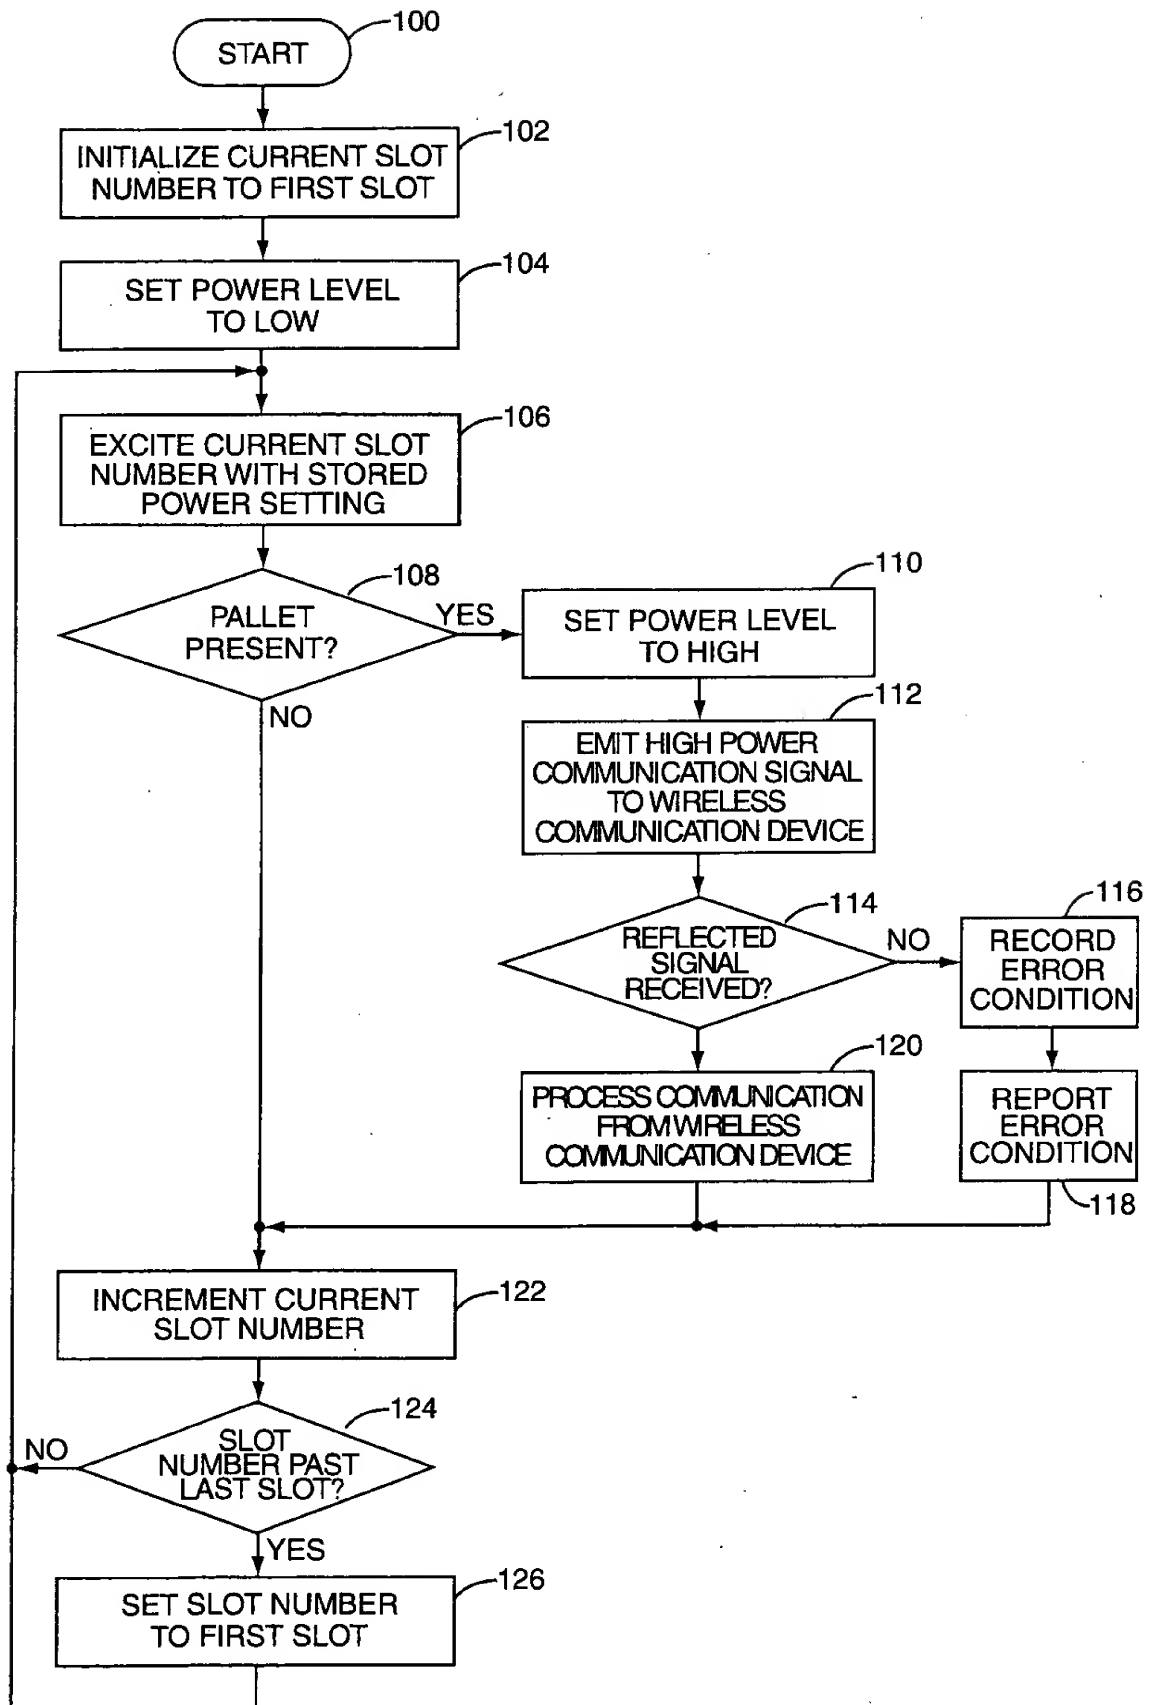 100
START
102
INITIALIZE CURRENT SLOT
NUMBER TO FIRST SLOT
104
SET POWER LEVEL
TO LOW
106
EXCITE CURRENT SLOT
NUMBER WITH STORED
POWER SETTING
108
PALLET
PRESENT?
YES
NO
110
SET POWER LEVEL
TO HIGH
112
EMIT HIGH POWER
COMMUNICATION SIGNAL
TO WIRELESS
COMMUNICATION DEVICE
114
REFLECTED
SIGNAL
RECEIVED?
NO
116
RECORD
ERROR
CONDITION
120
PROCESS COMMUNICATION
FROM WIRELESS
COMMUNICATION DEVICE
REPORT
ERROR
CONDITION
118
122
INCREMENT CURRENT
SLOT NUMBER
124
SLOT
NUMBER PAST
LAST SLOT?
NO
YES
126
SET SLOT NUMBER
TO FIRST SLOT